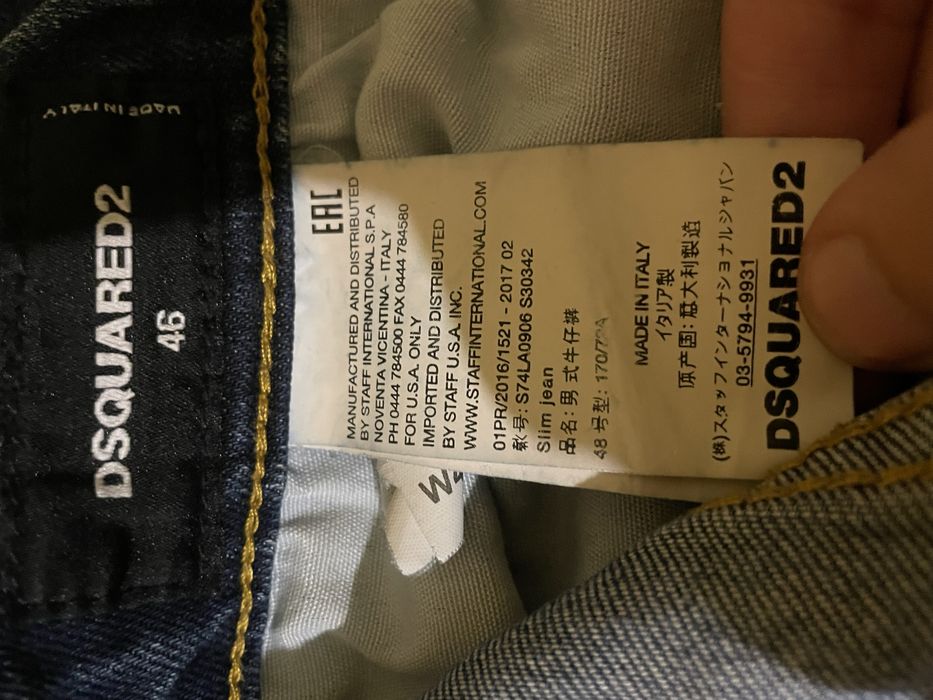 MADE IN ITALY
DSQUARED2
46
EAC
MANUFACTURED AND DISTRIBUTED
BY STAFF INTERNATIONAL S.P.A
NOVENTA VICENTINA - ITALY
PH 0444 784500 FAX 0444 784580
FOR U.S.A. ONLY
IMPORTED AND DISTRIBUTED
BY STAFF U.S.A. INC.
WWW.STAFFINTERNATIONAL.COM
01PR/2016/1521 - 2017 02
款号: S74LA0906 S30342
Slim jean
品名: 男式牛仔裤
48 号型: 170/
MADE IN ITALY
イタリア製
原产国: 意大利製造
(株)スタッフインターナショナルジャパン
03-5794-9931
DSQUARED2